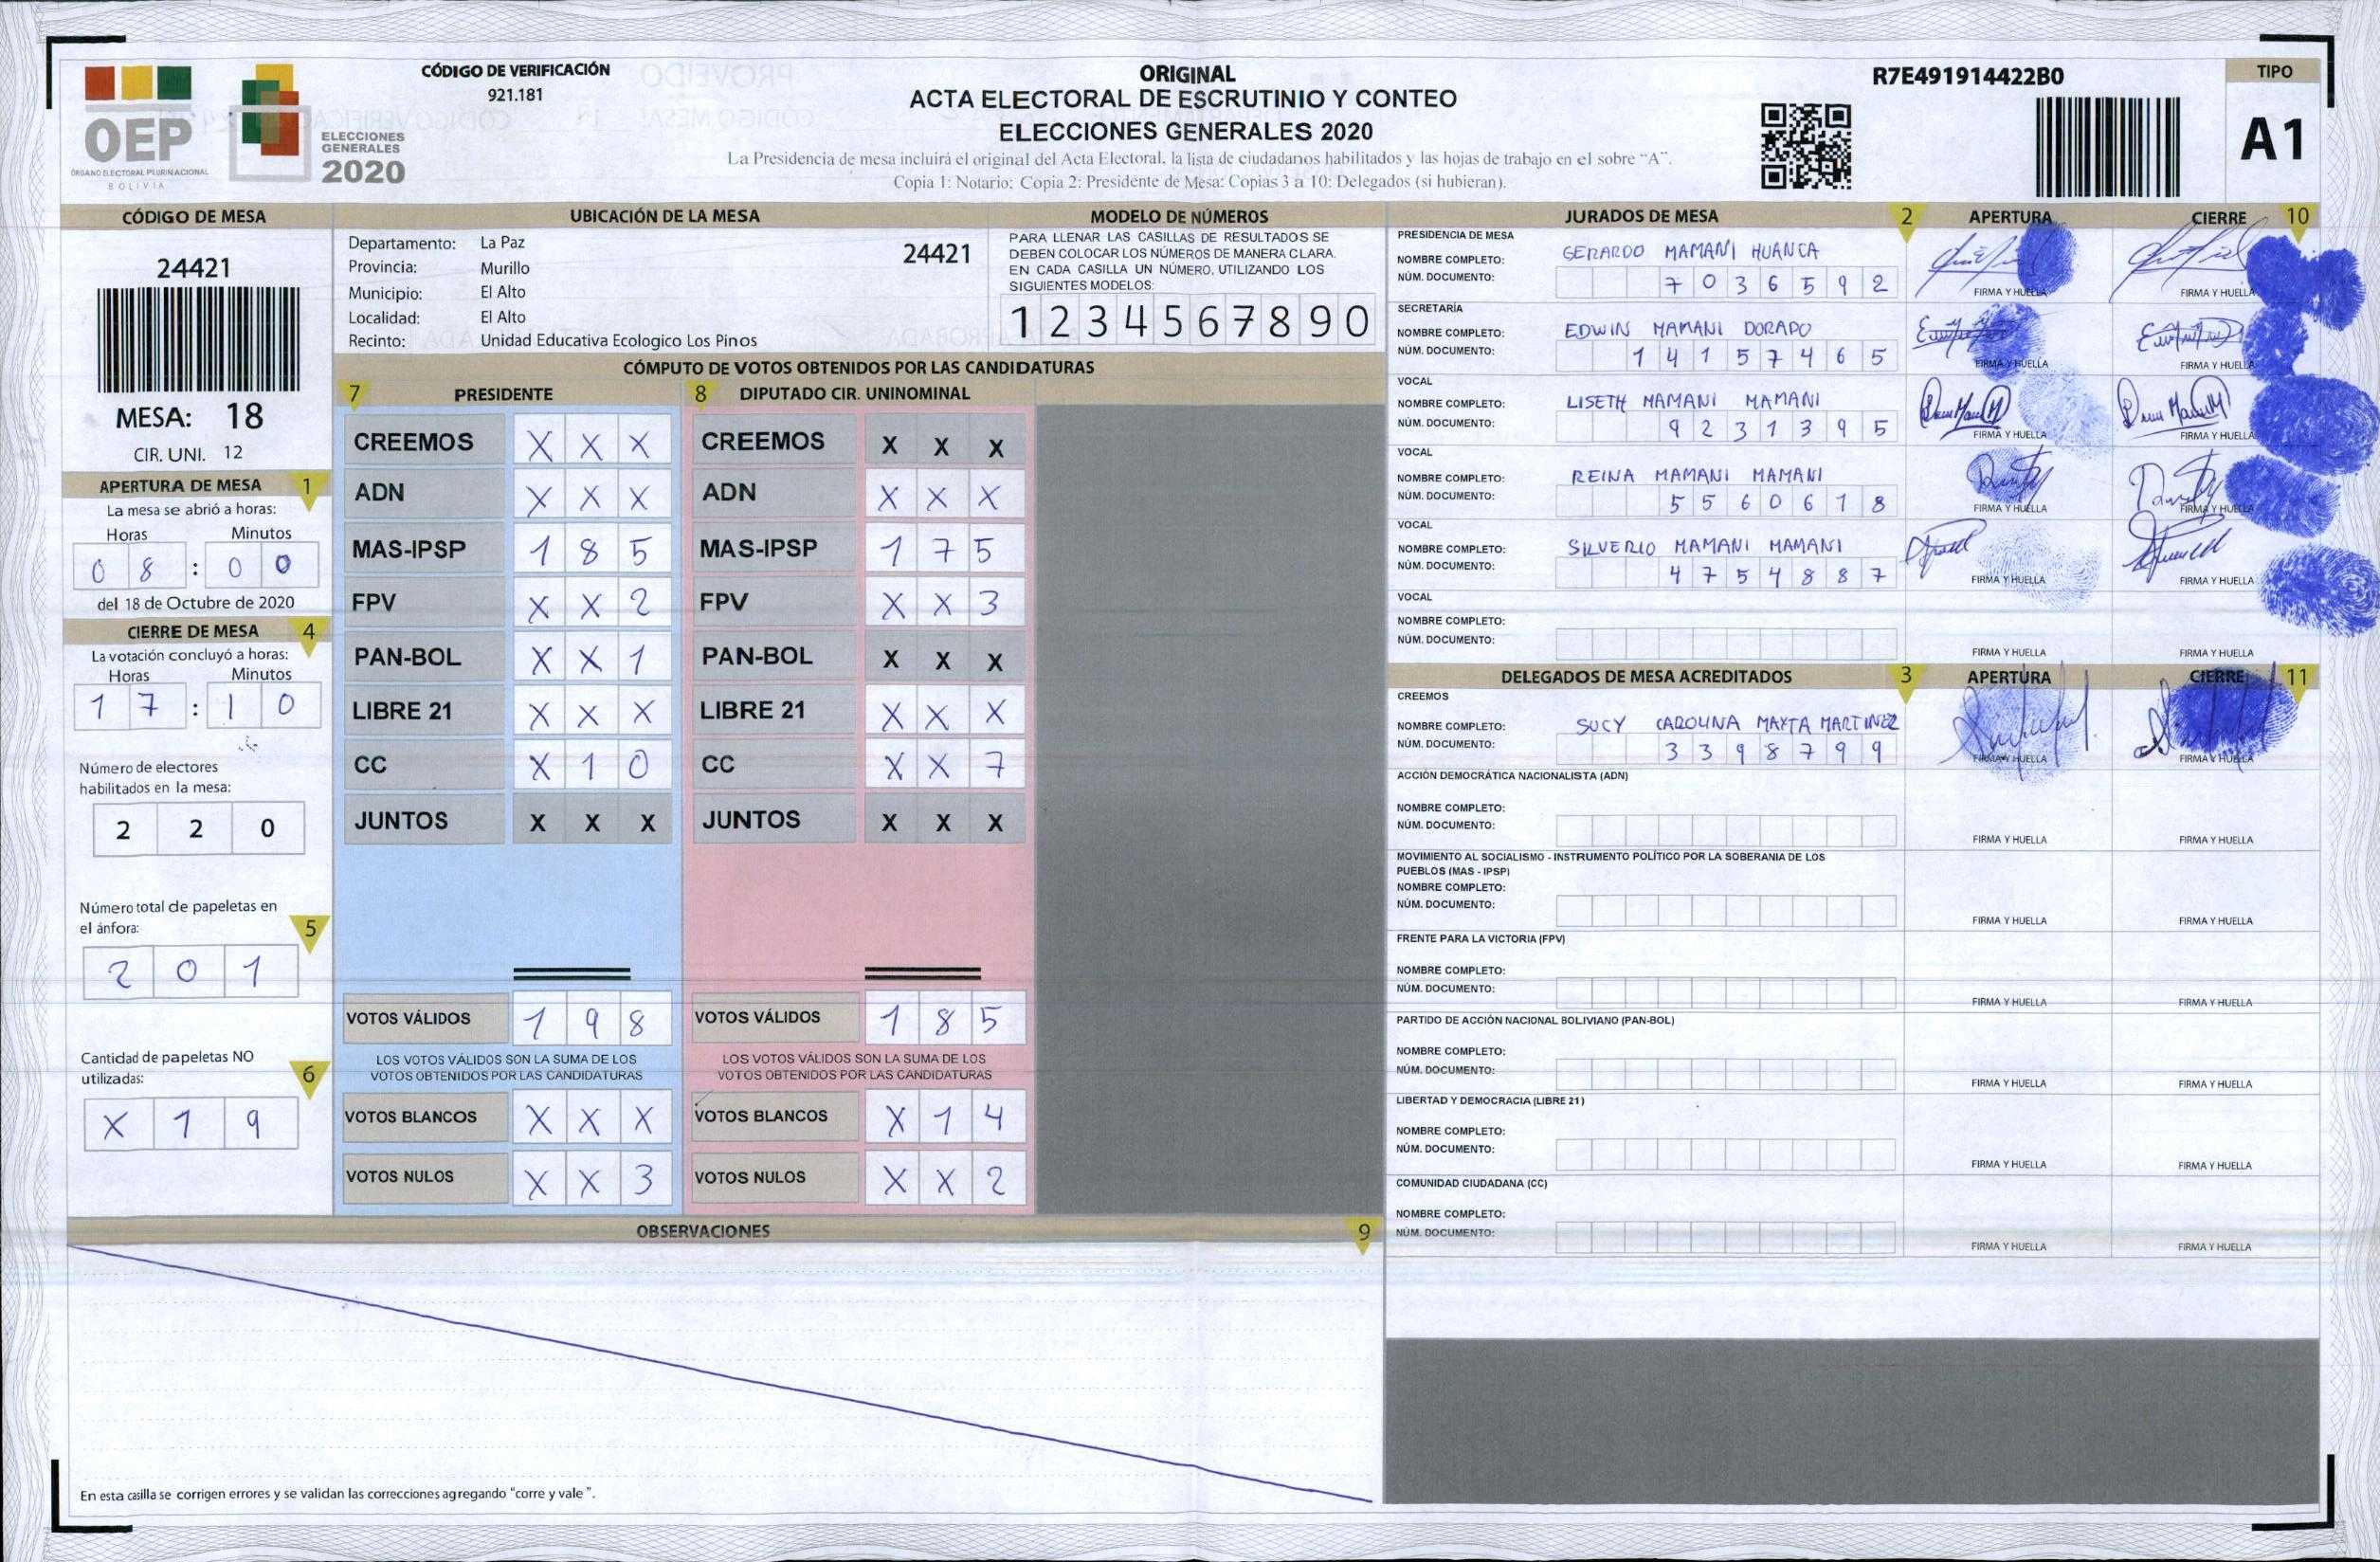 OEP
ÓRGANO ELECTORAL PLURINACIONAL
BOLIVIA
ELECCIONES
GENERALES
2020
CÓDIGO DE VERIFICACIÓN
921.181
ORIGINAL
ACTA ELECTORAL DE ESCRUTINIO Y CONTEO
ELECCIONES GENERALES 2020
La Presidencia de mesa incluirá el original del Acta Electoral, la lista de ciudadanos habilitados y las hojas de trabajo en el sobre "A".
Copia 1: Notario; Copia 2: Presidente de Mesa: Copias 3 a 10: Delegados (si hubieran).
R7E491914422B0
TIPO
A1
CÓDIGO DE MESA
24421
MESA: 18
CIR. UNI. 12
APERTURA DE MESA 1
La mesa se abrió a horas:
Horas Minutos
0 8 : 0 0
del 18 de Octubre de 2020
CIERRE DE MESA 4
La votación concluyó a horas:
Horas Minutos
1 7 : 1 0
Número de electores
habilitados en la mesa:
2 2 0
Número total de papeletas en
el ánfora: 5
2 0 1
Cantidad de papeletas NO
utilizadas: 6
X 1 9
UBICACIÓN DE LA MESA
Departamento: La Paz
Provincia: Murillo
Municipio: El Alto
Localidad: El Alto
Recinto: Unidad Educativa Ecologico Los Pinos
24421
MODELO DE NÚMEROS
PARA LLENAR LAS CASILLAS DE RESULTADOS SE
DEBEN COLOCAR LOS NÚMEROS DE MANERA CLARA.
EN CADA CASILLA UN NÚMERO, UTILIZANDO LOS
SIGUIENTES MODELOS:
1 2 3 4 5 6 7 8 9 0
CÓMPUTO DE VOTOS OBTENIDOS POR LAS CANDIDATURAS
7 PRESIDENTE 8 DIPUTADO CIR. UNINOMINAL
CREEMOS X X X CREEMOS X X X
ADN X X X ADN X X X
MAS-IPSP 1 8 5 MAS-IPSP 1 7 5
FPV X X 2 FPV X X 3
PAN-BOL X X 1 PAN-BOL X X X
LIBRE 21 X X X LIBRE 21 X X X
CC X 1 0 CC X X 7
JUNTOS X X X JUNTOS X X X
VOTOS VÁLIDOS 1 9 8 VOTOS VÁLIDOS 1 8 5
LOS VOTOS VÁLIDOS SON LA SUMA DE LOS LOS VOTOS VÁLIDOS SON LA SUMA DE LOS
VOTOS OBTENIDOS POR LAS CANDIDATURAS VOTOS OBTENIDOS POR LAS CANDIDATURAS
VOTOS BLANCOS X X X VOTOS BLANCOS X 1 4
VOTOS NULOS X X 3 VOTOS NULOS X X 2
OBSERVACIONES 9
En esta casilla se corrigen errores y se validan las correcciones agregando "corre y vale".
JURADOS DE MESA 2 APERTURA CIERRE 10
PRESIDENCIA DE MESA
NOMBRE COMPLETO: GERARDO MAMANI HUANCA
NÚM. DOCUMENTO: 7 0 3 6 5 9 2
FIRMA Y HUELLA FIRMA Y HUELLA
SECRETARÍA
NOMBRE COMPLETO: EDWIN MAMANI DORADO
NÚM. DOCUMENTO: 1 4 1 5 7 4 6 5
FIRMA Y HUELLA FIRMA Y HUELLA
VOCAL
NOMBRE COMPLETO: LISETH MAMANI MAMANI
NÚM. DOCUMENTO: 9 2 3 1 3 9 5
FIRMA Y HUELLA FIRMA Y HUELLA
VOCAL
NOMBRE COMPLETO: REINA MAMANI MAMANI
NÚM. DOCUMENTO: 5 5 6 0 6 1 8
FIRMA Y HUELLA FIRMA Y HUELLA
VOCAL
NOMBRE COMPLETO: SILVERIO MAMANI MAMANI
NÚM. DOCUMENTO: 4 7 5 4 8 8 7
FIRMA Y HUELLA FIRMA Y HUELLA
VOCAL
NOMBRE COMPLETO:
NÚM. DOCUMENTO:
FIRMA Y HUELLA FIRMA Y HUELLA
DELEGADOS DE MESA ACREDITADOS 3 APERTURA CIERRE 11
CREEMOS
NOMBRE COMPLETO: SUCY CAROLINA MAYTA MARTINEZ
NÚM. DOCUMENTO: 3 3 9 8 7 9 9
FIRMA Y HUELLA FIRMA Y HUELLA
ACCIÓN DEMOCRÁTICA NACIONALISTA (ADN)
NOMBRE COMPLETO:
NÚM. DOCUMENTO:
FIRMA Y HUELLA FIRMA Y HUELLA
MOVIMIENTO AL SOCIALISMO - INSTRUMENTO POLÍTICO POR LA SOBERANIA DE LOS
PUEBLOS (MAS - IPSP)
NOMBRE COMPLETO:
NÚM. DOCUMENTO:
FIRMA Y HUELLA FIRMA Y HUELLA
FRENTE PARA LA VICTORIA (FPV)
NOMBRE COMPLETO:
NÚM. DOCUMENTO:
FIRMA Y HUELLA FIRMA Y HUELLA
PARTIDO DE ACCIÓN NACIONAL BOLIVIANO (PAN-BOL)
NOMBRE COMPLETO:
NÚM. DOCUMENTO:
FIRMA Y HUELLA FIRMA Y HUELLA
LIBERTAD Y DEMOCRACIA (LIBRE 21)
NOMBRE COMPLETO:
NÚM. DOCUMENTO:
FIRMA Y HUELLA FIRMA Y HUELLA
COMUNIDAD CIUDADANA (CC)
NOMBRE COMPLETO:
NÚM. DOCUMENTO:
FIRMA Y HUELLA FIRMA Y HUELLA